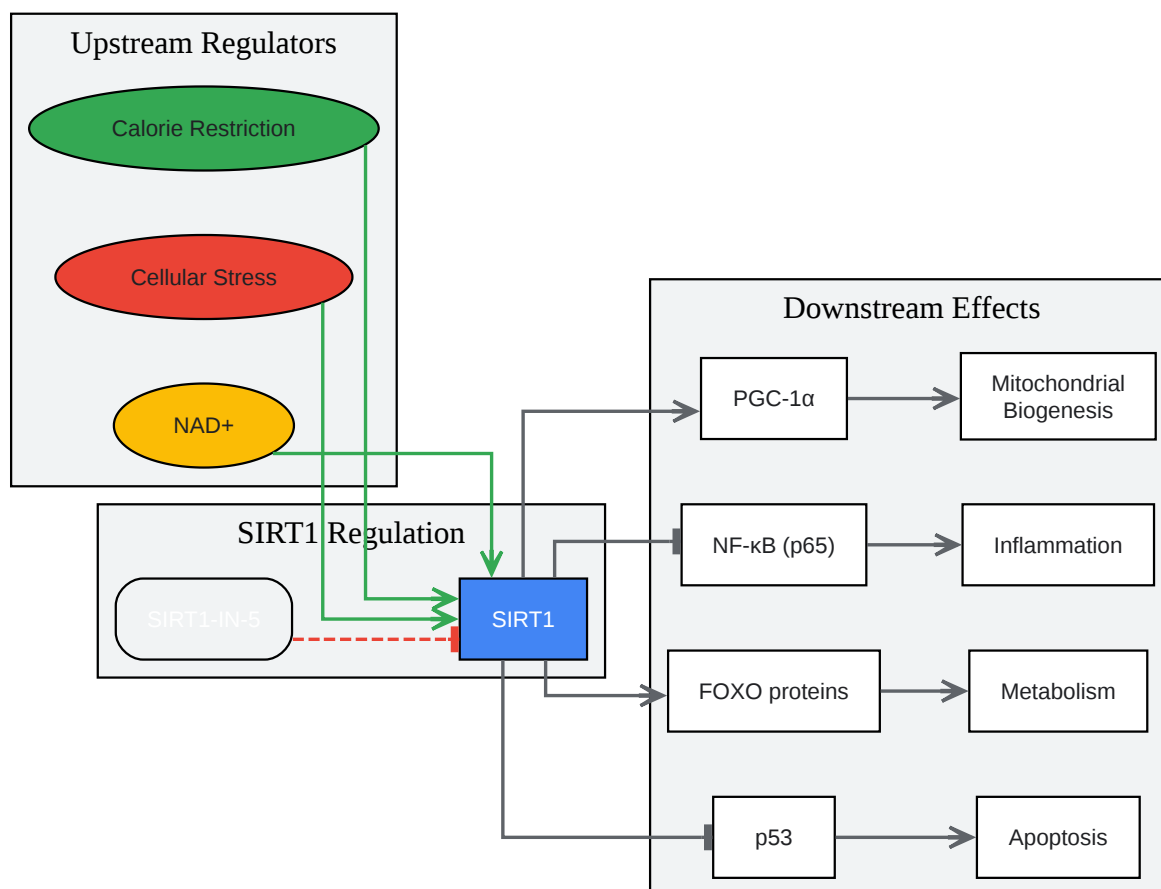 Upstream Regulators
Calorie Restriction
Cellular Stress
NAD+
SIRT1 Regulation
SIRT1-IN-5
SIRT1
Downstream Effects
PGC-1α
Mitochondrial
Biogenesis
NF-κB (p65)
Inflammation
FOXO proteins
Metabolism
p53
Apoptosis